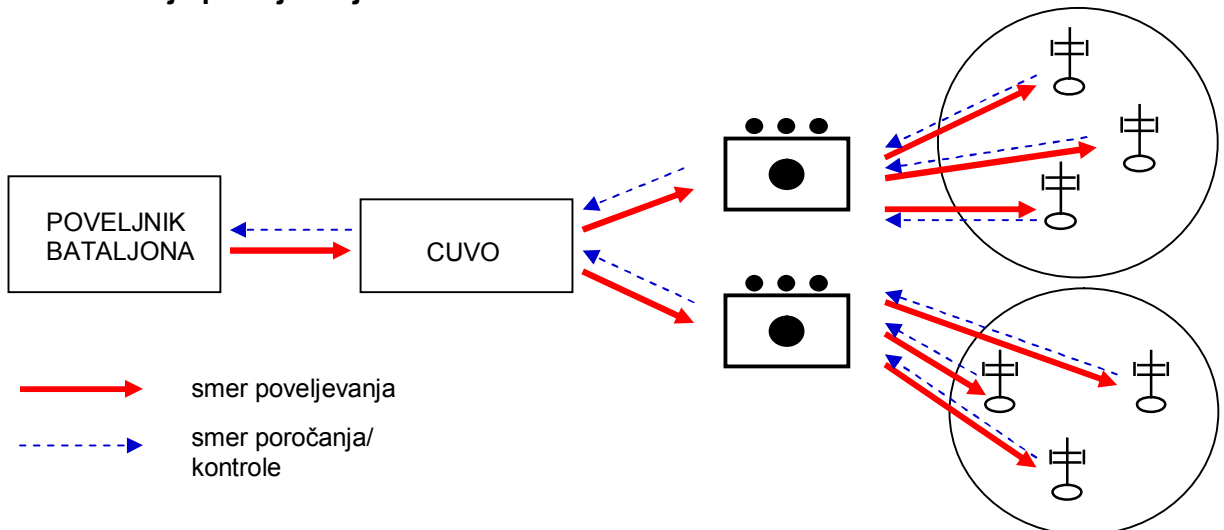 POVELJNIK
BATALJONA
CUVO
smer poveljevanja
smer poročanja/
kontrole